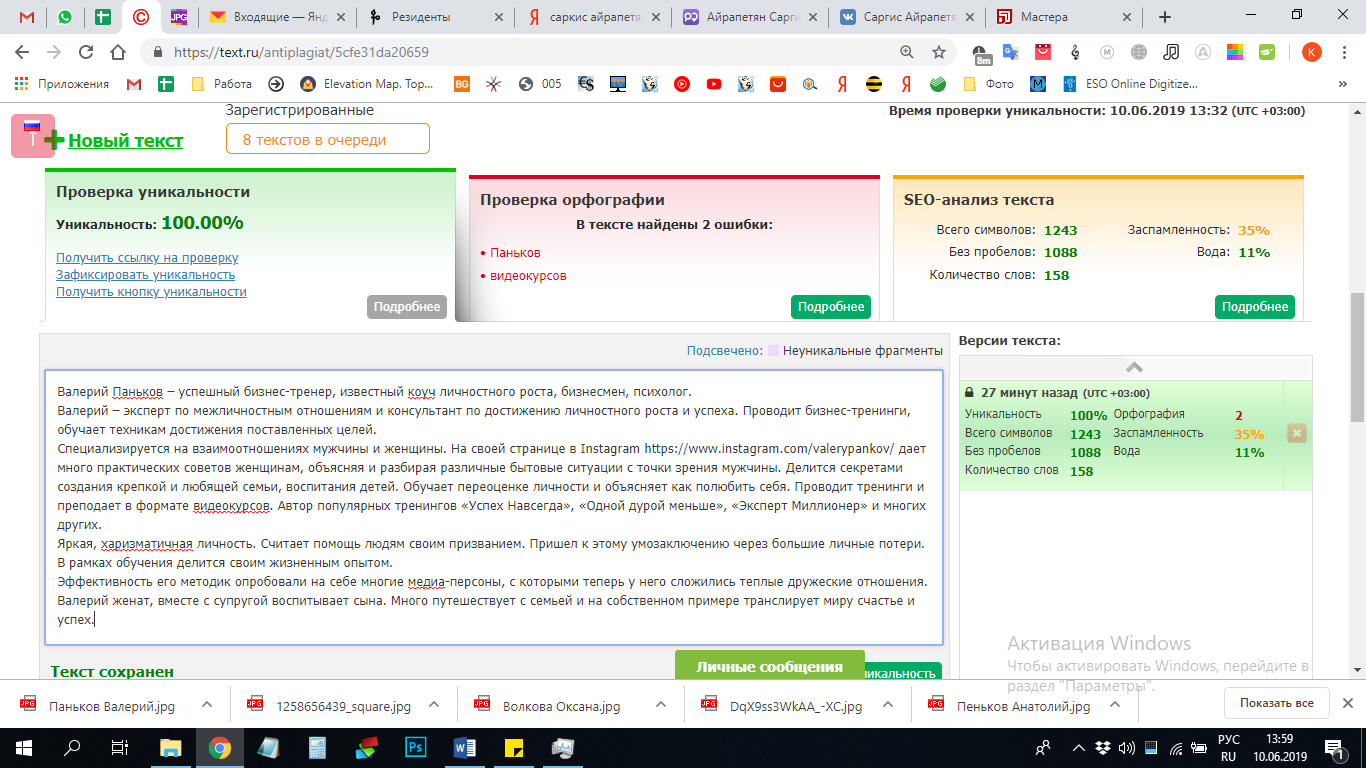 Входящие — Янд
Резиденты
саркис айрапетян
Айрапетян Сарги
Саргис Айрапетя
Мастера
https://text.ru/antiplagiat/5cfe31da20659
8m
K
Приложения
Работа
Elevation Map. Top...
BG
005
Фото
ESO Online Digitize...
Зарегистрированные
Время проверки уникальности: 10.06.2019 13:32 (UTC +03:00)
T
Новый текст
8 текстов в очереди
Проверка уникальности
Уникальность: 100.00%
Получить ссылку на проверку
Зафиксировать уникальность
Получить кнопку уникальности
Подробнее
Проверка орфографии
В тексте найдены 2 ошибки:
• Паньков
• видеокурсов
Подробнее
SEO-анализ текста
Всего символов: 1243 Заспамленность: 35%
Без пробелов: 1088 Вода: 11%
Количество слов: 158
Подробнее
Подсвечено: Неуникальные фрагменты
Валерий Паньков – успешный бизнес-тренер, известный коуч личностного роста, бизнесмен, психолог.
Валерий – эксперт по межличностным отношениям и консультант по достижению личностного роста и успеха. Проводит бизнес-тренинги,
обучает техникам достижения поставленных целей.
Специализируется на взаимоотношениях мужчины и женщины. На своей странице в Instagram https://www.instagram.com/valerypankov/ дает
много практических советов женщинам, объясняя и разбирая различные бытовые ситуации с точки зрения мужчины. Делится секретами
создания крепкой и любящей семьи, воспитания детей. Обучает переоценке личности и объясняет как полюбить себя. Проводит тренинги и
преподает в формате видеокурсов. Автор популярных тренингов «Успех Навсегда», «Одной дурой меньше», «Эксперт Миллионер» и многих
других.
Яркая, харизматичная личность. Считает помощь людям своим призванием. Пришел к этому умозаключению через большие личные потери.
В рамках обучения делится своим жизненным опытом.
Эффективность его методик опробовали на себе многие медиа-персоны, с которыми теперь у него сложились теплые дружеские отношения.
Валерий женат, вместе с супругой воспитывает сына. Много путешествует с семьей и на собственном примере транслирует миру счастье и
успех.
Версии текста:
27 минут назад (UTC +03:00)
Уникальность 100% Орфография 2
Всего символов 1243 Заспамленность 35%
Без пробелов 1088 Вода 11%
Количество слов 158
Текст сохранен
Личные сообщения
никальность
Активация Windows
Чтобы активировать Windows, перейдите в
раздел "Параметры".
Паньков Валерий.jpg
1258656439_square.jpg
Волкова Оксана.jpg
DqX9ss3WkAA_-XC.jpg
Пеньков Анатолий.jpg
Показать все
РУС
RU
13:59
10.06.2019
1